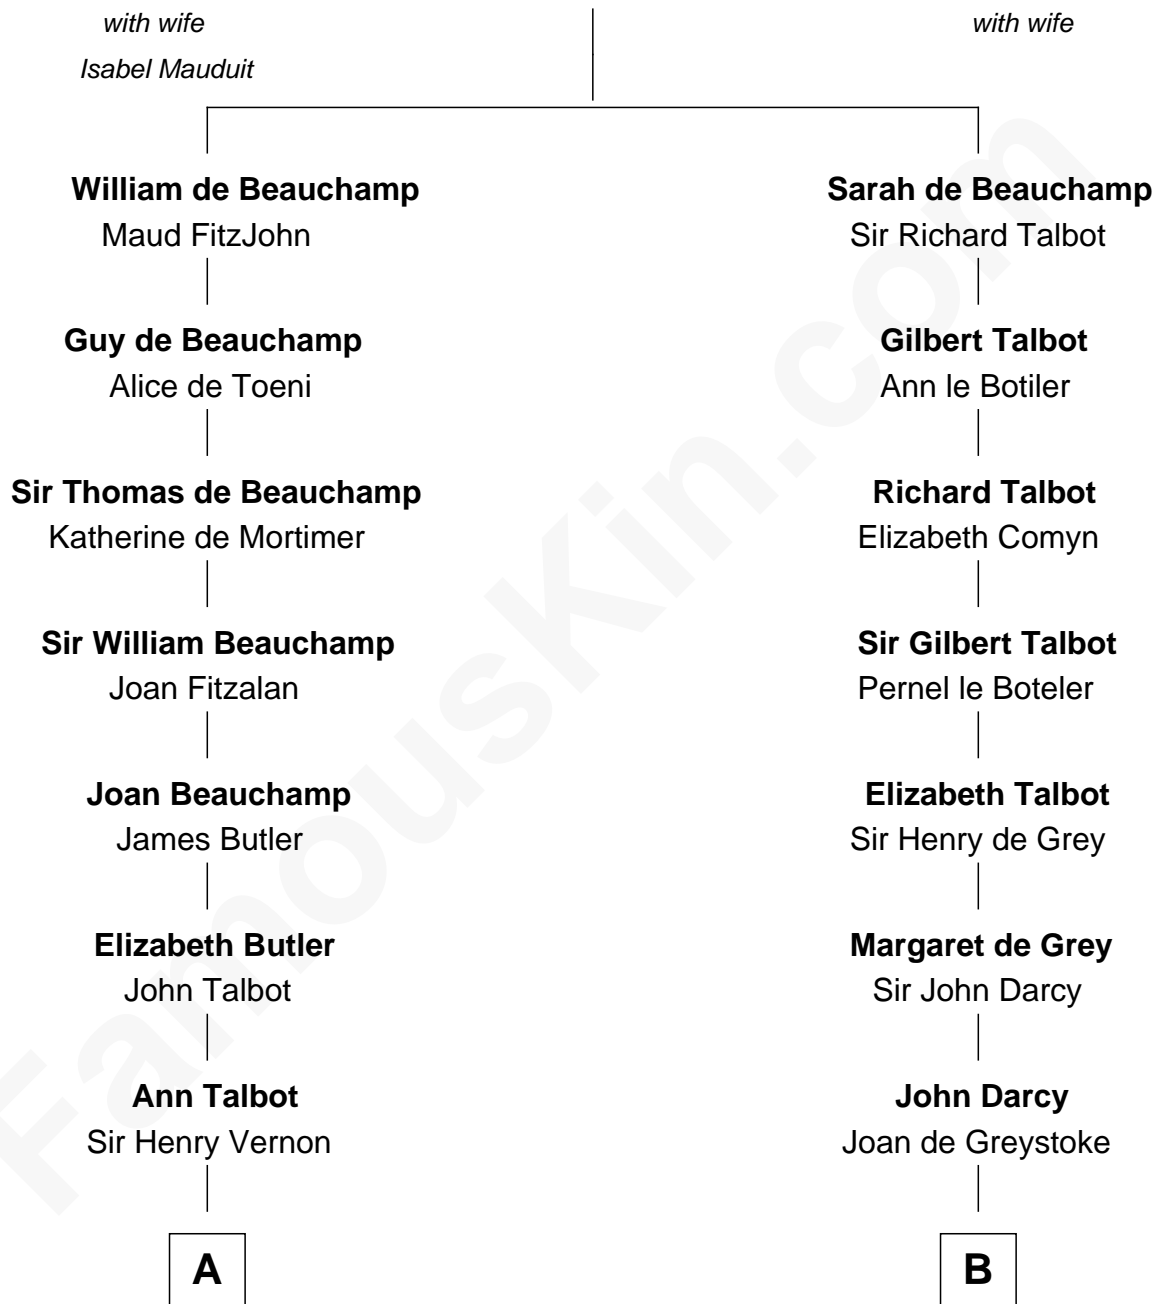 with wife
with wife
Isabel Mauduit
William de Beauchamp
Sarah de Beauchamp
Maud FitzJohn
Sir Richard Talbot
Guy de Beauchamp
Gilbert Talbot
Alice de Toeni
Ann le Botiler
Sir Thomas de Beauchamp
Richard Talbot
Katherine de Mortimer
Elizabeth Comyn
Sir William Beauchamp
Sir Gilbert Talbot
Joan Fitzalan
Pernel le Boteler
Joan Beauchamp
Elizabeth Talbot
James Butler
Sir Henry de Grey
Elizabeth Butler
Margaret de Grey
John Talbot
Sir John Darcy
Ann Talbot
John Darcy
Sir Henry Vernon
Joan de Greystoke
A
B
FamousKin.com